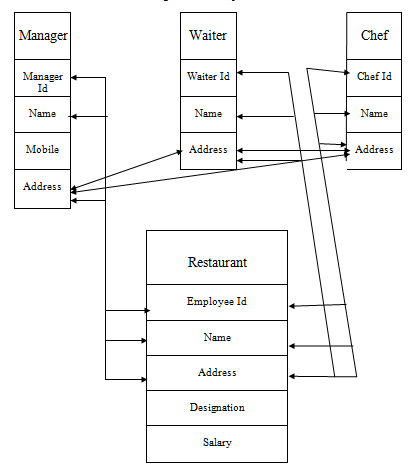 Manager
Manager
Id
Name
Mobile
Address
Waiter
Waiter Id
Name
Address
Chef
Chef Id
Name
Address
Restaurant
Employee Id
Name
Address
Designation
Salary